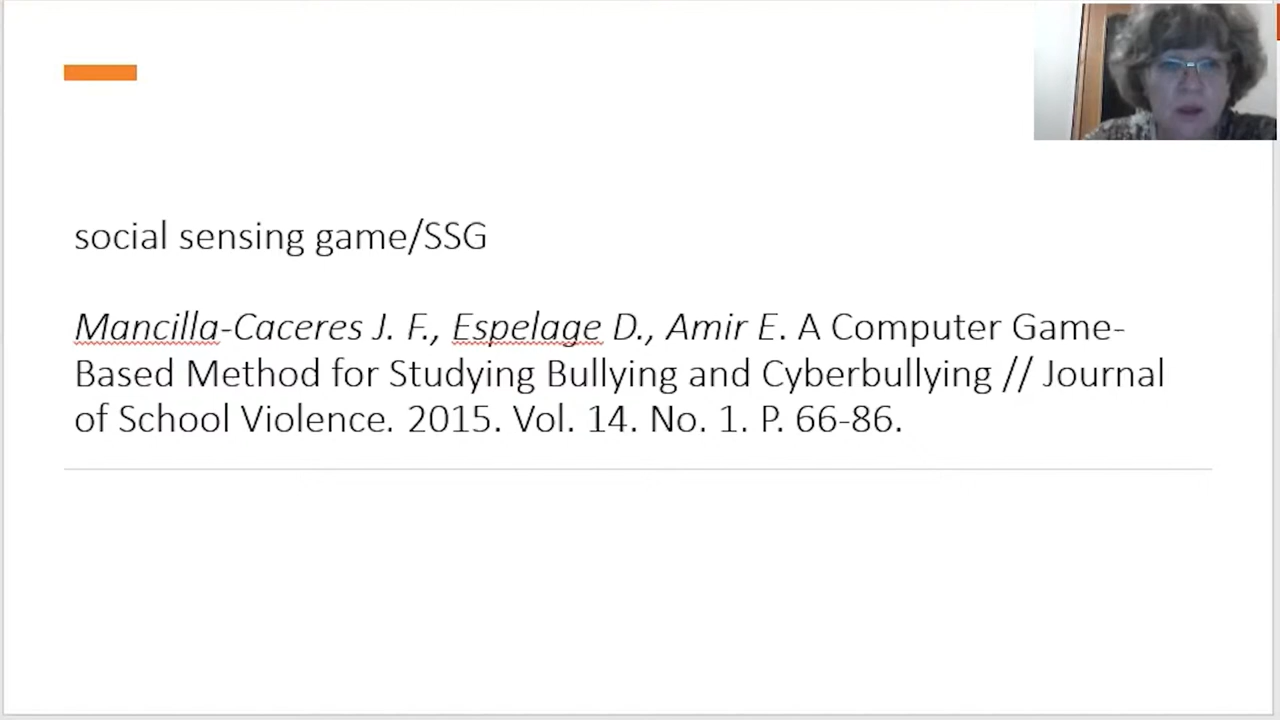 social sensing game/SSG
Mancilla-Caceres J. F., Espelage D., Amir E. A Computer Game-
Based Method for Studying Bullying and Cyberbullying // Journal
of School Violence. 2015. Vol. 14. No. 1. P. 66-86.